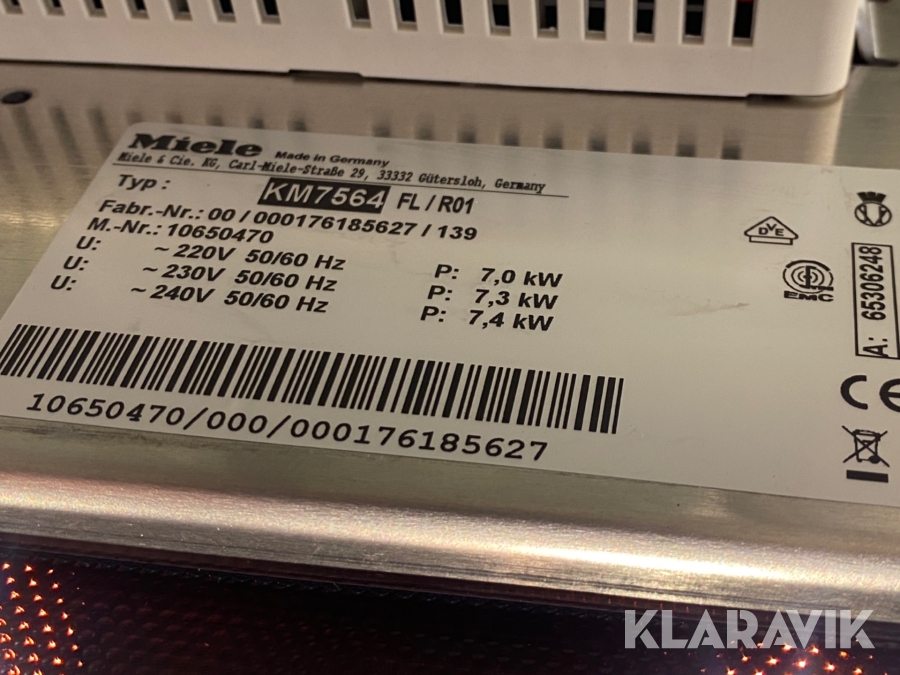 Miele Made in Germany
Miele & Cie. KG, Carl-Miele-Straße 29, 33332 Gütersloh, Germany
Typ : KM7564 FL / R01
Fabr.-Nr.: 00 / 000176185627 / 139
M.-Nr.: 10650470
U: ~ 220V 50/60 Hz P: 7,0 kW
U: ~ 230V 50/60 Hz P: 7,3 kW
U: ~ 240V 50/60 Hz P: 7,4 kW
10650470/000/000176185627
DVE
EMC
A: 65306248
CE
KLARAVIK